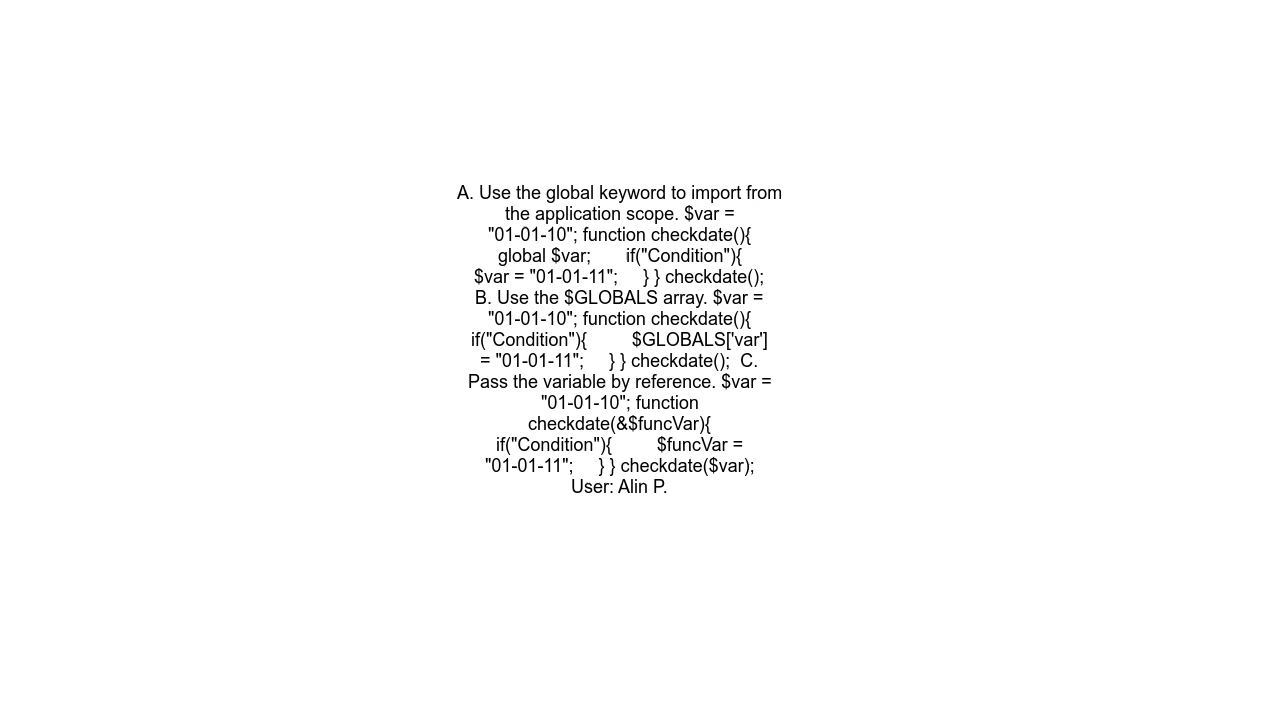 A. Use the global keyword to import from
the application scope. $var =
"01-01-10"; function checkdate(){
global $var;       if("Condition"){
$var = "01-01-11";     } } checkdate();
B. Use the $GLOBALS array. $var =
"01-01-10"; function checkdate(){
if("Condition"){         $GLOBALS['var']
= "01-01-11";     } } checkdate();  C.
Pass the variable by reference. $var =
"01-01-10"; function
checkdate(&$funcVar){
if("Condition"){         $funcVar =
"01-01-11";     } } checkdate($var);
User: Alin P.